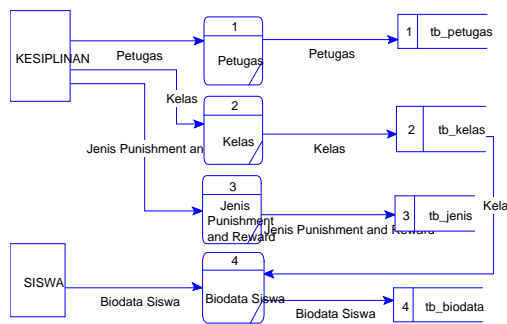 1
1 tb_petugas
KESIPLINAN
Petugas
Petugas
Petugas
Kelas
2
2 tb_kelas
Kelas
Kelas
Jenis Punishment an
3
Jenis
Punishment
and Reward
Jenis Punishment and Reward
3 tb_jenis
Kela
4
SISWA
Biodata Siswa
Biodata Siswa
Biodata Siswa
4 tb_biodata